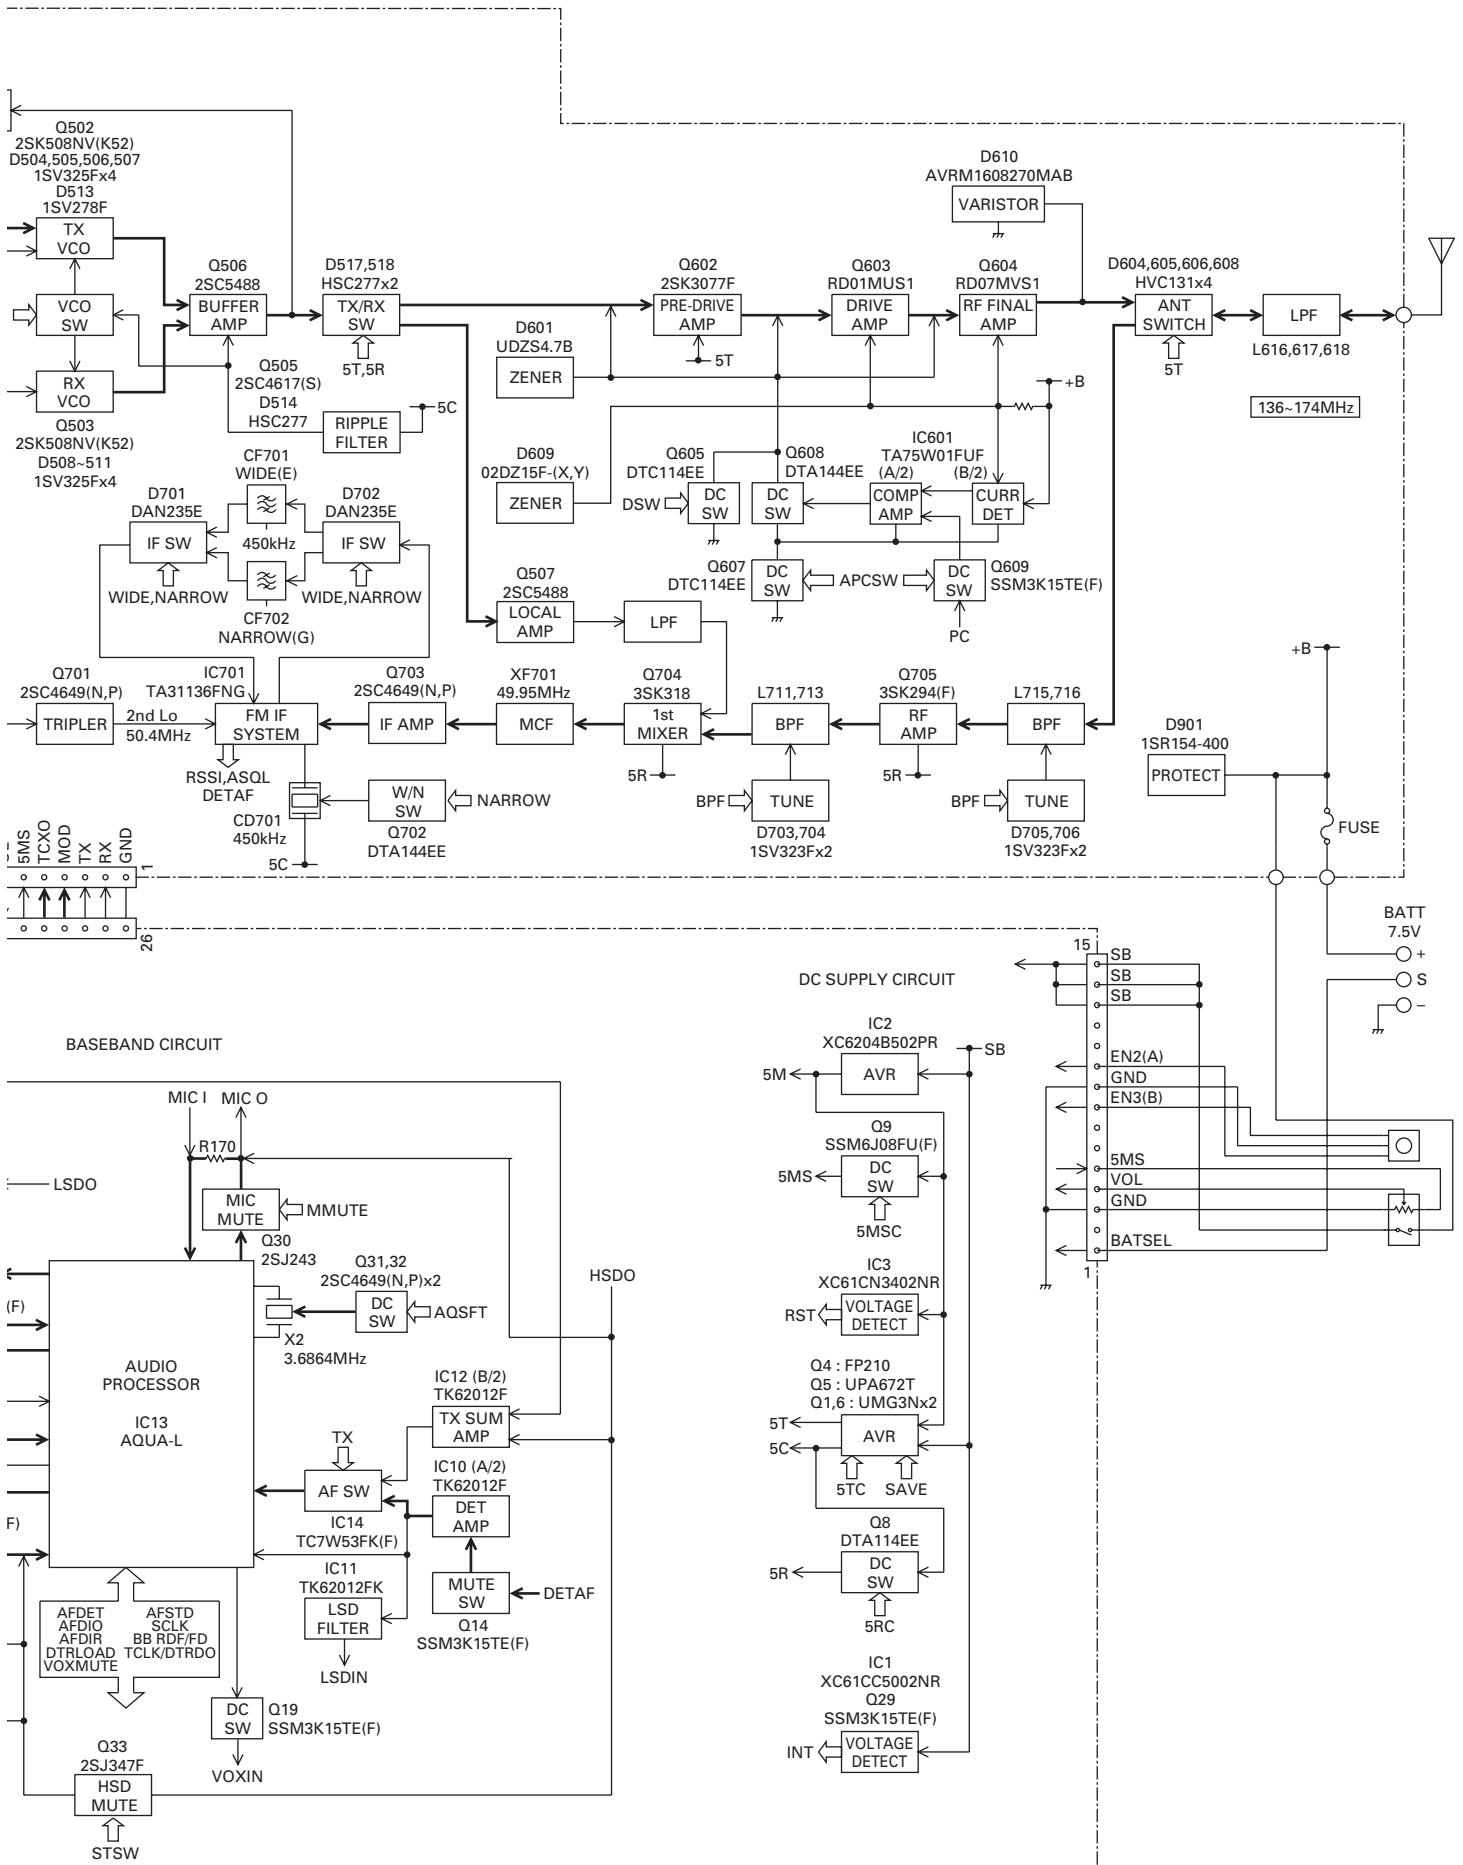 Q502
2SK508NV(K52)
D504,505,506,507
1SV325Fx4
D513
1SV278F
TX
VCO
VCO
SW
RX
VCO
Q503
2SK508NV(K52)
D508~511
1SV325Fx4
Q506
2SC5488
BUFFER
AMP
D517,518
HSC277x2
TX/RX
SW
5T,5R
Q505
2SC4617(S)
D514
HSC277
RIPPLE
FILTER
5C
D601
UDZS4.7B
ZENER
D609
02DZ15F-(X,Y)
ZENER
Q602
2SK3077F
PRE-DRIVE
AMP
5T
Q603
RD01MUS1
DRIVE
AMP
Q604
RD07MVS1
RF FINAL
AMP
D610
AVRM1608270MAB
VARISTOR
D604,605,606,608
HVC131x4
ANT
SWITCH
5T
LPF
L616,617,618
136~174MHz
+B
Q605
DTC114EE
DSW
DC
SW
Q608
DTA144EE
DC
SW
IC601
TA75W01FUF
(A/2)
(B/2)
COMP
AMP
CURR
DET
Q607
DTC114EE
DC
SW
APCSW
DC
SW
Q609
SSM3K15TE(F)
PC
CF701
WIDE(E)
450kHz
D701
DAN235E
IF SW
WIDE,NARROW
D702
DAN235E
IF SW
WIDE,NARROW
CF702
NARROW(G)
Q507
2SC5488
LOCAL
AMP
LPF
Q701
2SC4649(N,P)
TRIPLER
2nd Lo
50.4MHz
IC701
TA31136FNG
FM IF
SYSTEM
RSSI,ASQL
DETAF
Q703
2SC4649(N,P)
IF AMP
XF701
49.95MHz
MCF
Q704
3SK318
1st
MIXER
5R
L711,713
BPF
Q705
3SK294(F)
RF
AMP
5R
L715,716
BPF
BPF
TUNE
D703,704
1SV323Fx2
BPF
TUNE
D705,706
1SV323Fx2
CD701
450kHz
5C
W/N
SW
NARROW
Q702
DTA144EE
+B
D901
1SR154-400
PROTECT
FUSE
5MS
TCXO
MOD
TX
RX
GND
1
26
BATT
7.5V
+
S
–
15
SB
SB
SB
EN2(A)
GND
EN3(B)
5MS
VOL
GND
BATSEL
1
DC SUPPLY CIRCUIT
IC2
XC6204B502PR
SB
5M
AVR
Q9
SSM6J08FU(F)
5MS
DC
SW
5MSC
IC3
XC61CN3402NR
RST
VOLTAGE
DETECT
Q4 : FP210
Q5 : UPA672T
Q1,6 : UMG3Nx2
5T
5C
AVR
5TC
SAVE
Q8
DTA114EE
5R
DC
SW
5RC
IC1
XC61CC5002NR
Q29
SSM3K15TE(F)
INT
VOLTAGE
DETECT
BASEBAND CIRCUIT
MIC I
MIC O
R170
LSDO
MIC
MUTE
MMUTE
Q30
2SJ243
Q31,32
2SC4649(N,P)x2
DC
SW
AQSFT
X2
3.6864MHz
HSDO
(F)
AUDIO
PROCESSOR
IC13
AQUA-L
IC12 (B/2)
TK62012F
TX SUM
AMP
TX
AF SW
IC14
TC7W53FK(F)
IC10 (A/2)
TK62012F
DET
AMP
F)
IC11
TK62012FK
LSD
FILTER
LSDIN
MUTE
SW
DETAF
Q14
SSM3K15TE(F)
AFDET
AFDIO
AFDIR
DTRLOAD
VOXMUTE
AFSTD
SCLK
BB RDF/FD
TCLK/DTRDO
DC
SW
Q19
SSM3K15TE(F)
VOXIN
Q33
2SJ347F
HSD
MUTE
STSW